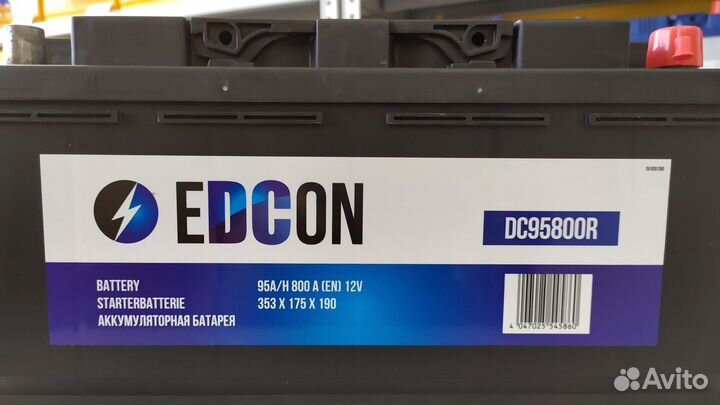 EDCON
DC95800R
BATTERY 95A/H 800 A (EN) 12V
STARTERBATTERIE 353 X 175 X 190
АККУМУЛЯТОРНАЯ БАТАРЕЯ
4 047025 545860
Avito